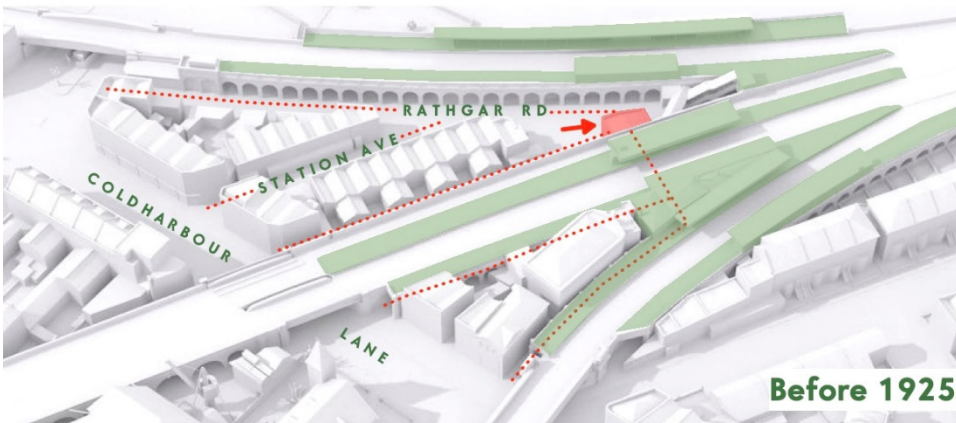 RATHGAR RD
STATION AVE
COLDHARBOUR
LANE
Before 1925